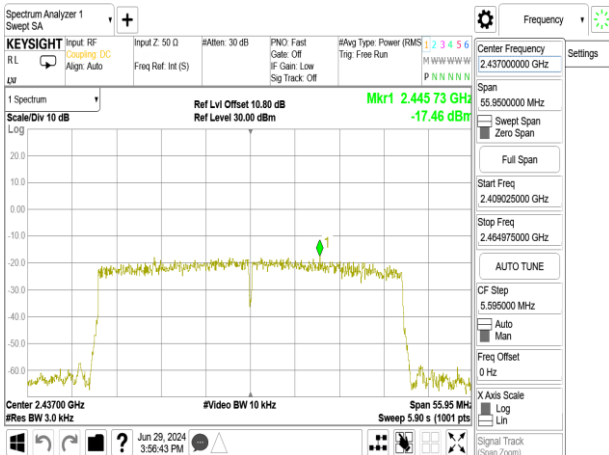 Spectrum Analyzer 1
Swept SA
Frequency
Settings
KEYSIGHT
RL
Input: RF
Coupling: DC
Align: Auto
Input Z: 50 Ω
Freq Ref: Int (S)
#Atten: 30 dB
PNO: Fast
Gate: Off
IF Gain: Low
Sig Track: Off
#Avg Type: Power (RMS
Trig: Free Run
1 2 3 4 5 6
M W W W W W
P N N N N N
1 Spectrum
Scale/Div 10 dB
Log
Ref Lvl Offset 10.80 dB
Ref Level 30.00 dBm
Mkr1 2.445 73 GHz
-17.46 dBm
20.0
10.0
0.00
-10.0
-20.0
-30.0
-40.0
-50.0
-60.0
1
Center 2.43700 GHz
#Res BW 3.0 kHz
#Video BW 10 kHz
Span 55.95 MHz
Sweep 5.90 s (1001 pts
Jun 29, 2024
3:56:43 PM
Center Frequency
2.437000000 GHz
Span
55.9500000 MHz
Swept Span
Zero Span
Full Span
Start Freq
2.409025000 GHz
Stop Freq
2.464975000 GHz
AUTO TUNE
CF Step
5.595000 MHz
Auto
Man
Freq Offset
0 Hz
X Axis Scale
Log
Lin
Signal Track
(Span Zoom)